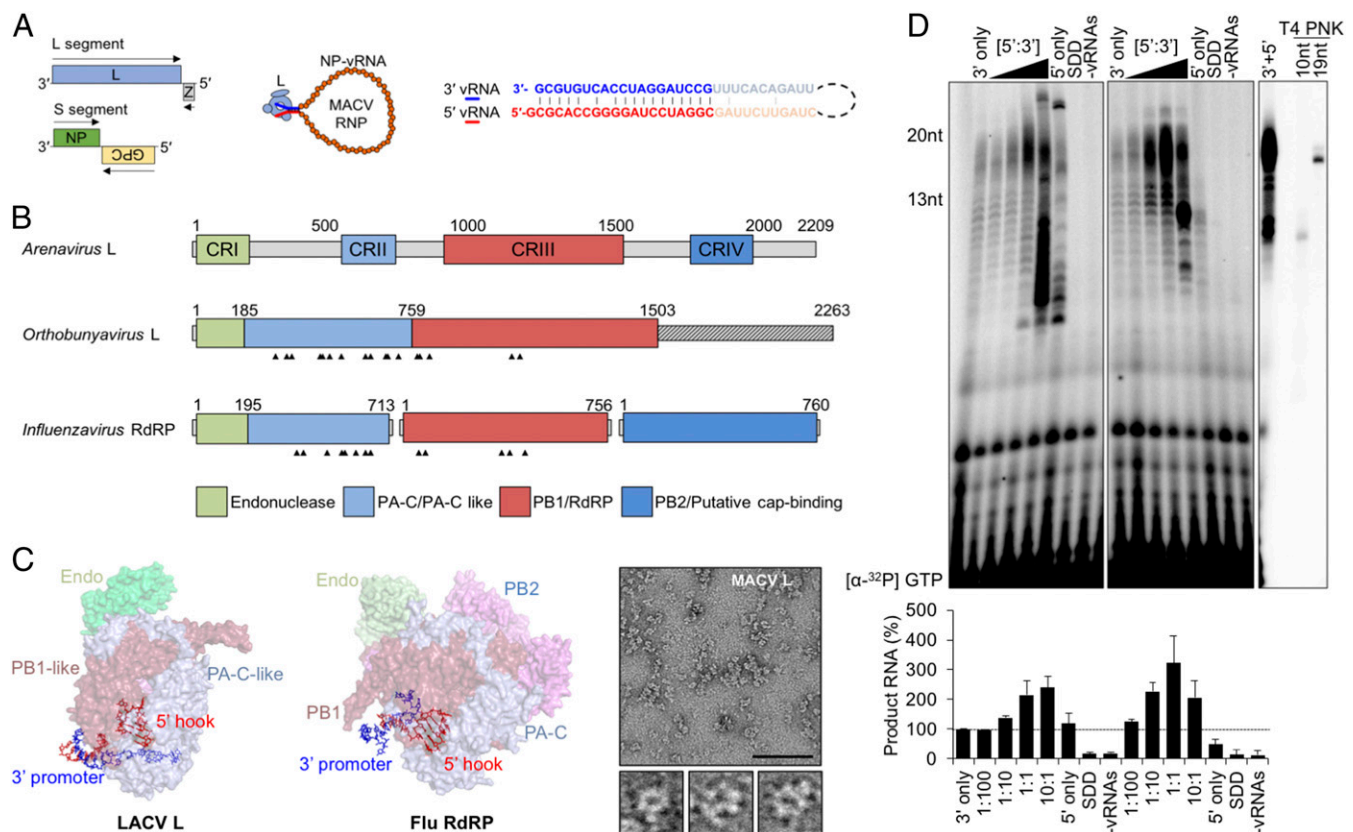 A
L segment
3′
L
5′
Z
S segment
3′
NP
GPC
5′
L
NP-vRNA
MACV
RNP
3′ vRNA
3′- GCGUGUCACCUAGGAUCCGUUUCACAGAUU
5′ vRNA
5′-GCGCACCGGGGAUCCUAGGCGAUUCUUGAUC
B
1 500 1000 1500 2000 2209
Arenavirus L
CRI CRII CRIII CRIV
1 185 759 1503 2263
Orthobunyavirus L
1 195 713 1 756 1 760
Influenzavirus RdRP
Endonuclease PA-C/PA-C like PB1/RdRP PB2/Putative cap-binding
C
Endo
PB1-like
PA-C-like
5′ hook
3′ promoter
LACV L
Endo
PB2
PB1
PA-C
5′ hook
3′ promoter
Flu RdRP
MACV L
D
3′ only
[5′:3′]
5′ only
SDD
-vRNAs
3′ only
[5′:3′]
5′ only
SDD
-vRNAs
3′+5′
T4 PNK
10nt
19nt
20nt
13nt
[α-³²P] GTP
Product RNA (%)
500
400
300
200
100
0
3′ only
1:100
1:10
1:1
10:1
5′ only
SDD
-vRNAs
1:100
1:10
1:1
10:1
5′ only
SDD
-vRNAs